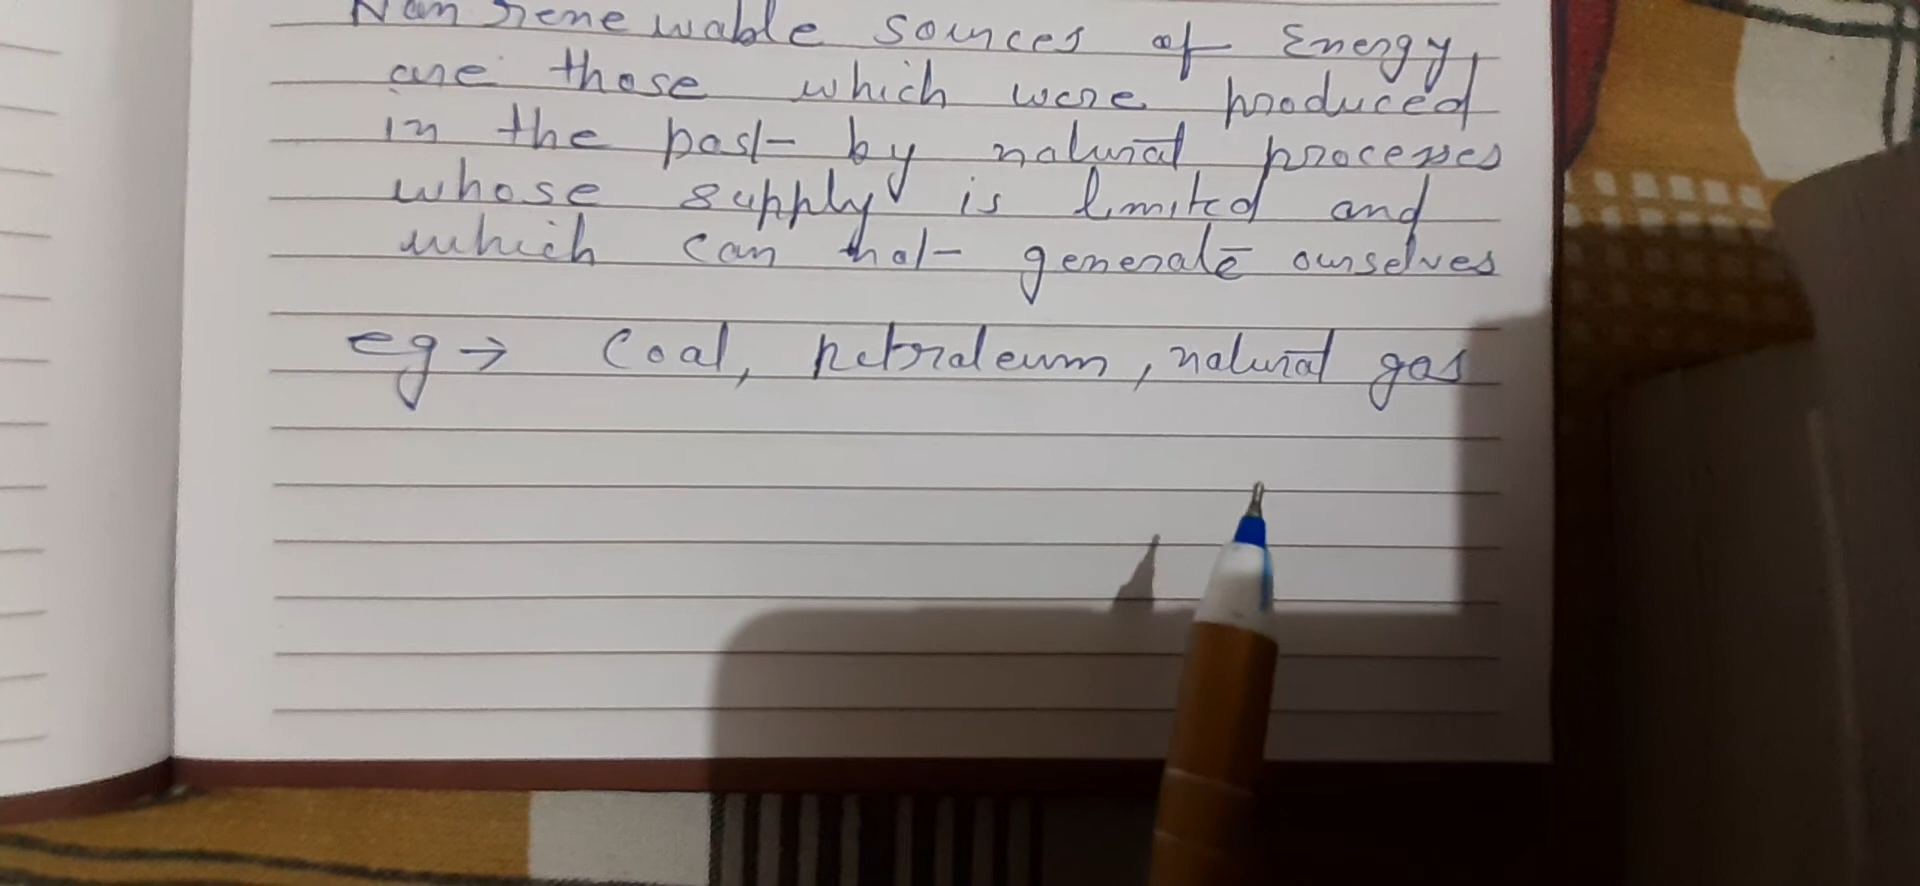 Non renewable sources of Energy,
are those which were produced
in the past by natural processes
whose supply is limited and
which can not generate ourselves
eg → Coal, petroleum, natural gas